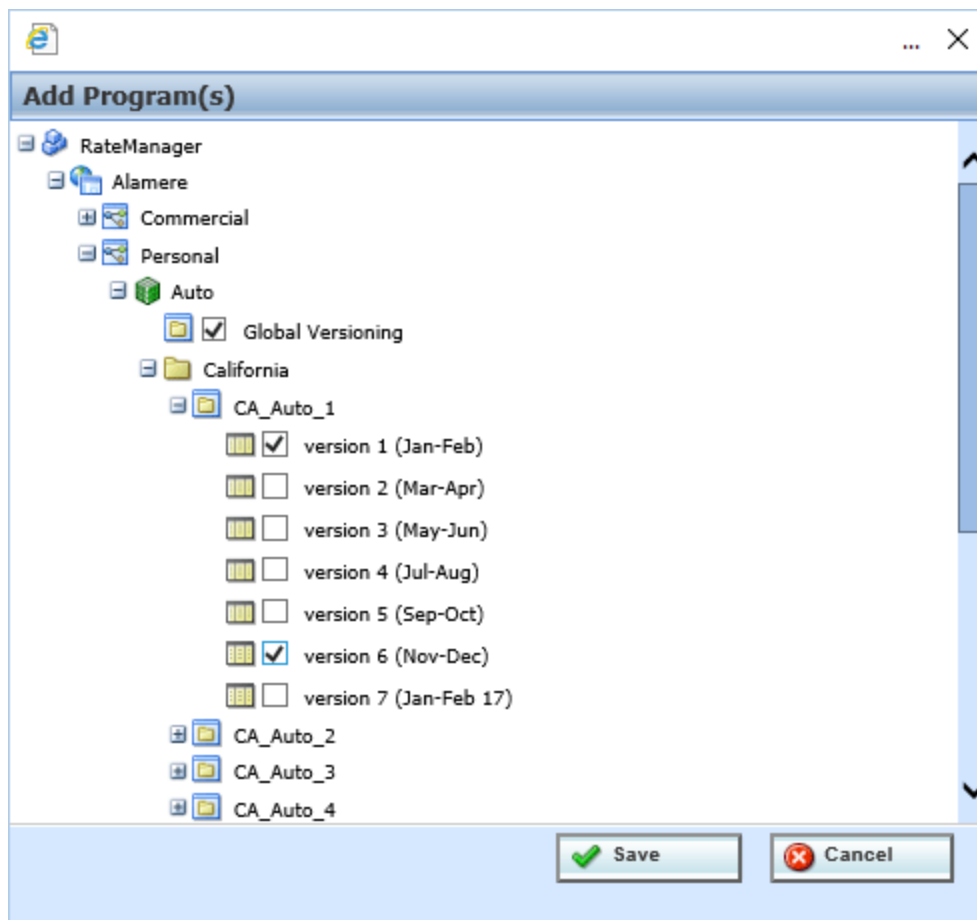 ...
Add Program(s)
RateManager
Alamere
Commercial
Personal
Auto
Global Versioning
California
CA_Auto_1
version 1 (Jan-Feb)
version 2 (Mar-Apr)
version 3 (May-Jun)
version 4 (Jul-Aug)
version 5 (Sep-Oct)
version 6 (Nov-Dec)
version 7 (Jan-Feb 17)
CA_Auto_2
CA_Auto_3
CA_Auto_4
Save Cancel